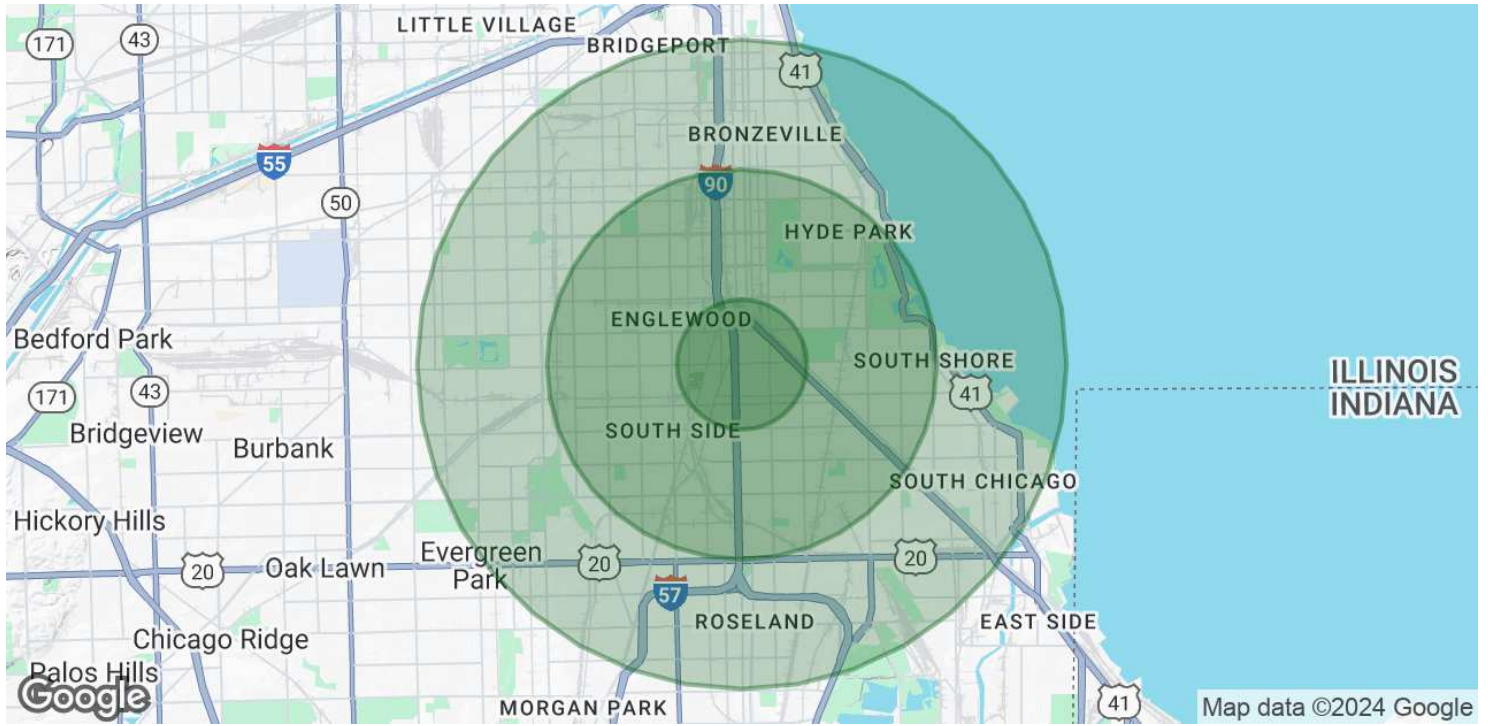 LITTLE VILLAGE
171
43
BRIDGEPORT
41
BRONZEVILLE
55
90
50
HYDE PARK
ENGLEWOOD
Bedford Park
SOUTH SHORE
ILLINOIS
INDIANA
171
43
41
Bridgeview
SOUTH SIDE
Burbank
SOUTH CHICAGO
Hickory Hills
Evergreen
Park
20
Oak Lawn
20
20
57
ROSELAND
EAST SIDE
Chicago Ridge
Palos Hills
Google
MORGAN PARK
41
Map data ©2024 Google